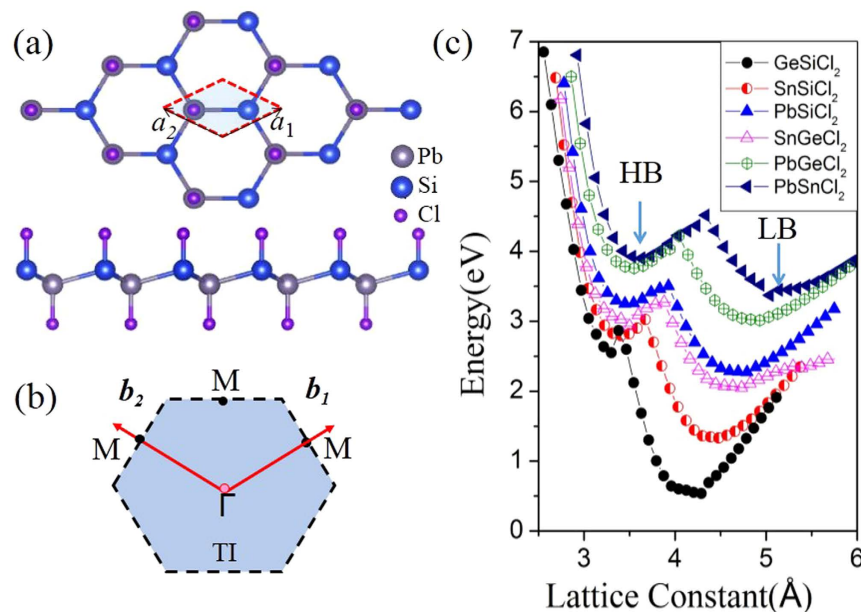 (a)
a₂
a₁
Pb
Si
Cl
(b)
M
b₂
b₁
M
M
Γ
TI
(c)
7
6
5
4
3
2
1
0
Energy(eV)
GeSiCl₂
SnSiCl₂
PbSiCl₂
SnGeCl₂
PbGeCl₂
PbSnCl₂
HB
LB
3
4
5
6
Lattice Constant(Å)